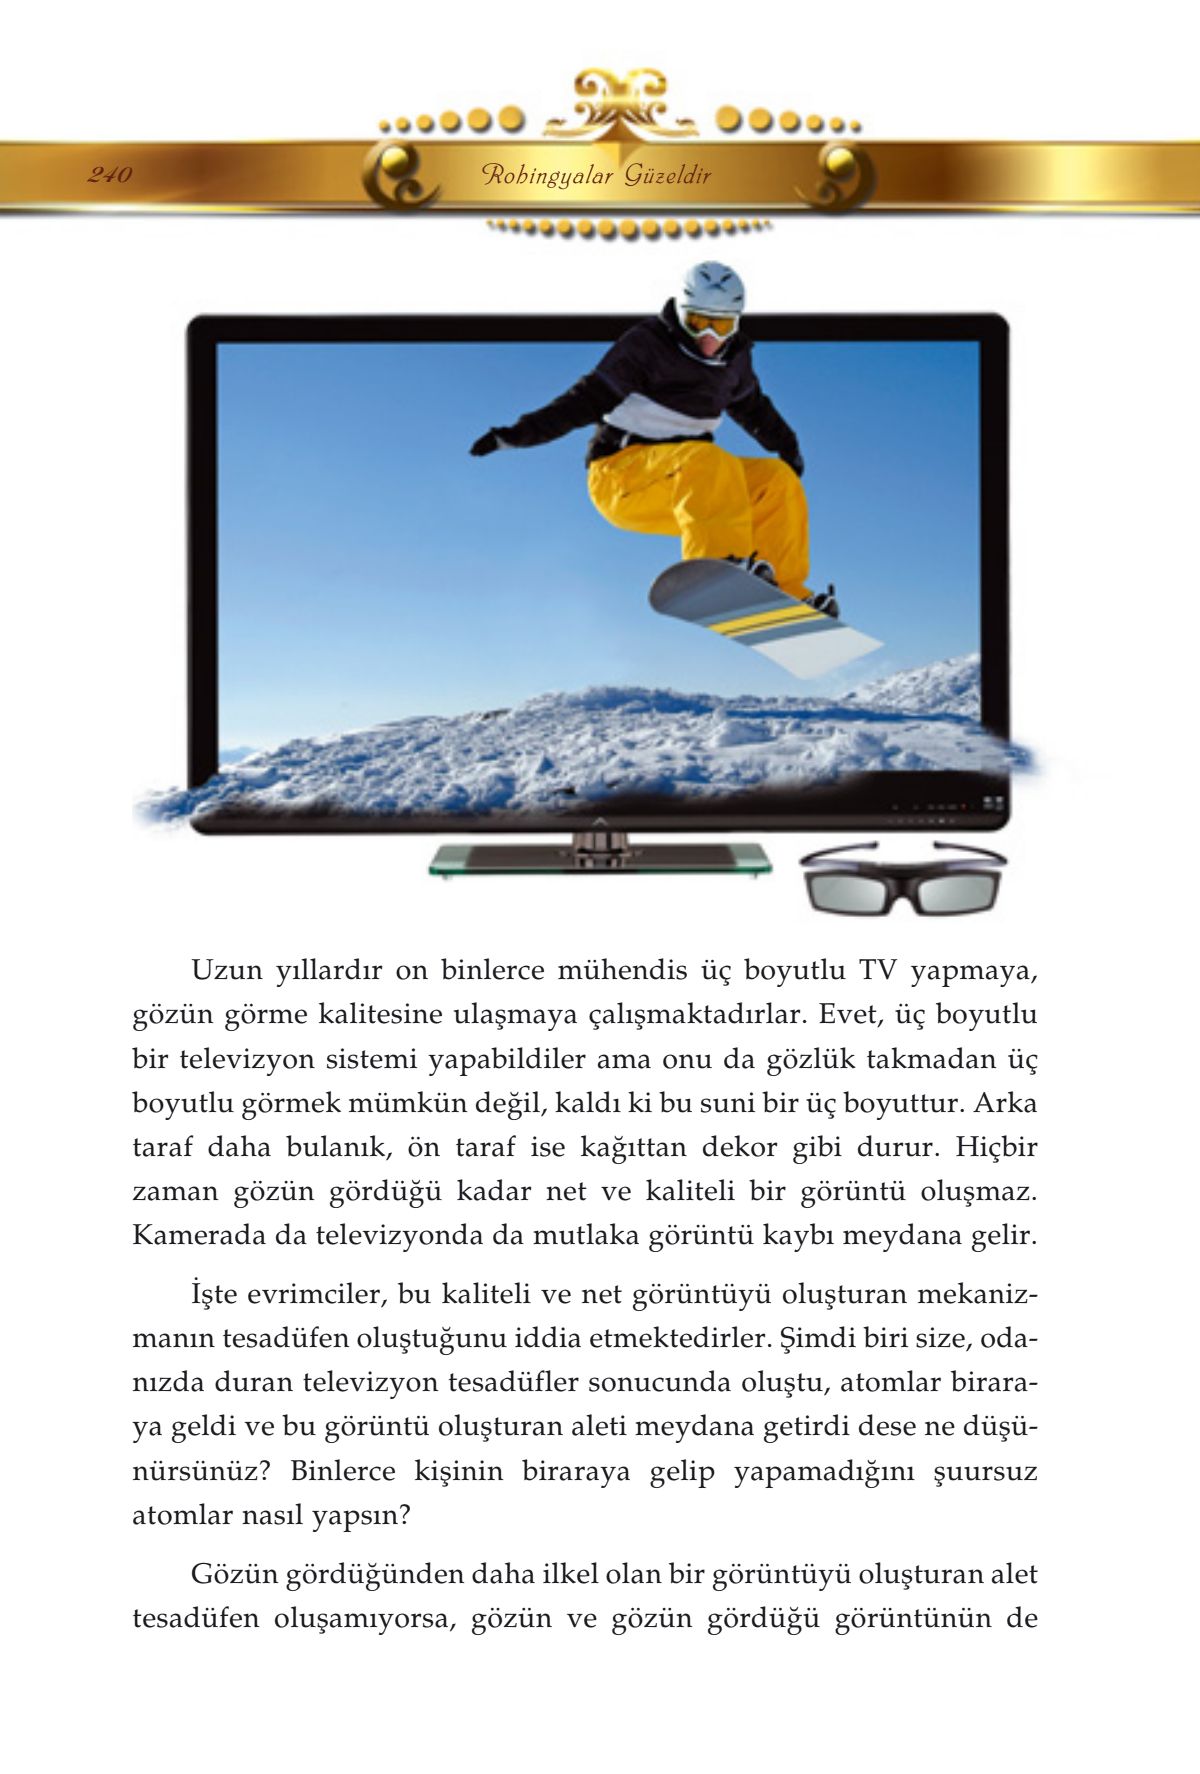 240
Rohingyalar Güzeldir
Uzun yıllardır on binlerce mühendis üç boyutlu TV yapmaya,
gözün görme kalitesine ulaşmaya çalışmaktadırlar. Evet, üç boyutlu
bir televizyon sistemi yapabildiler ama onu da gözlük takmadan üç
boyutlu görmek mümkün değil, kaldı ki bu suni bir üç boyuttur. Arka
taraf daha bulanık, ön taraf ise kağıttan dekor gibi durur. Hiçbir
zaman gözün gördüğü kadar net ve kaliteli bir görüntü oluşmaz.
Kamerada da televizyonda da mutlaka görüntü kaybı meydana gelir.
İşte evrimciler, bu kaliteli ve net görüntüyü oluşturan mekaniz-
manın tesadüfen oluştuğunu iddia etmektedirler. Şimdi biri size, oda-
nızda duran televizyon tesadüfler sonucunda oluştu, atomlar birara-
ya geldi ve bu görüntü oluşturan aleti meydana getirdi dese ne düşü-
nürsünüz? Binlerce kişinin biraraya gelip yapamadığını şuursuz
atomlar nasıl yapsın?
Gözün gördüğünden daha ilkel olan bir görüntüyü oluşturan alet
tesadüfen oluşamıyorsa, gözün ve gözün gördüğü görüntünün de